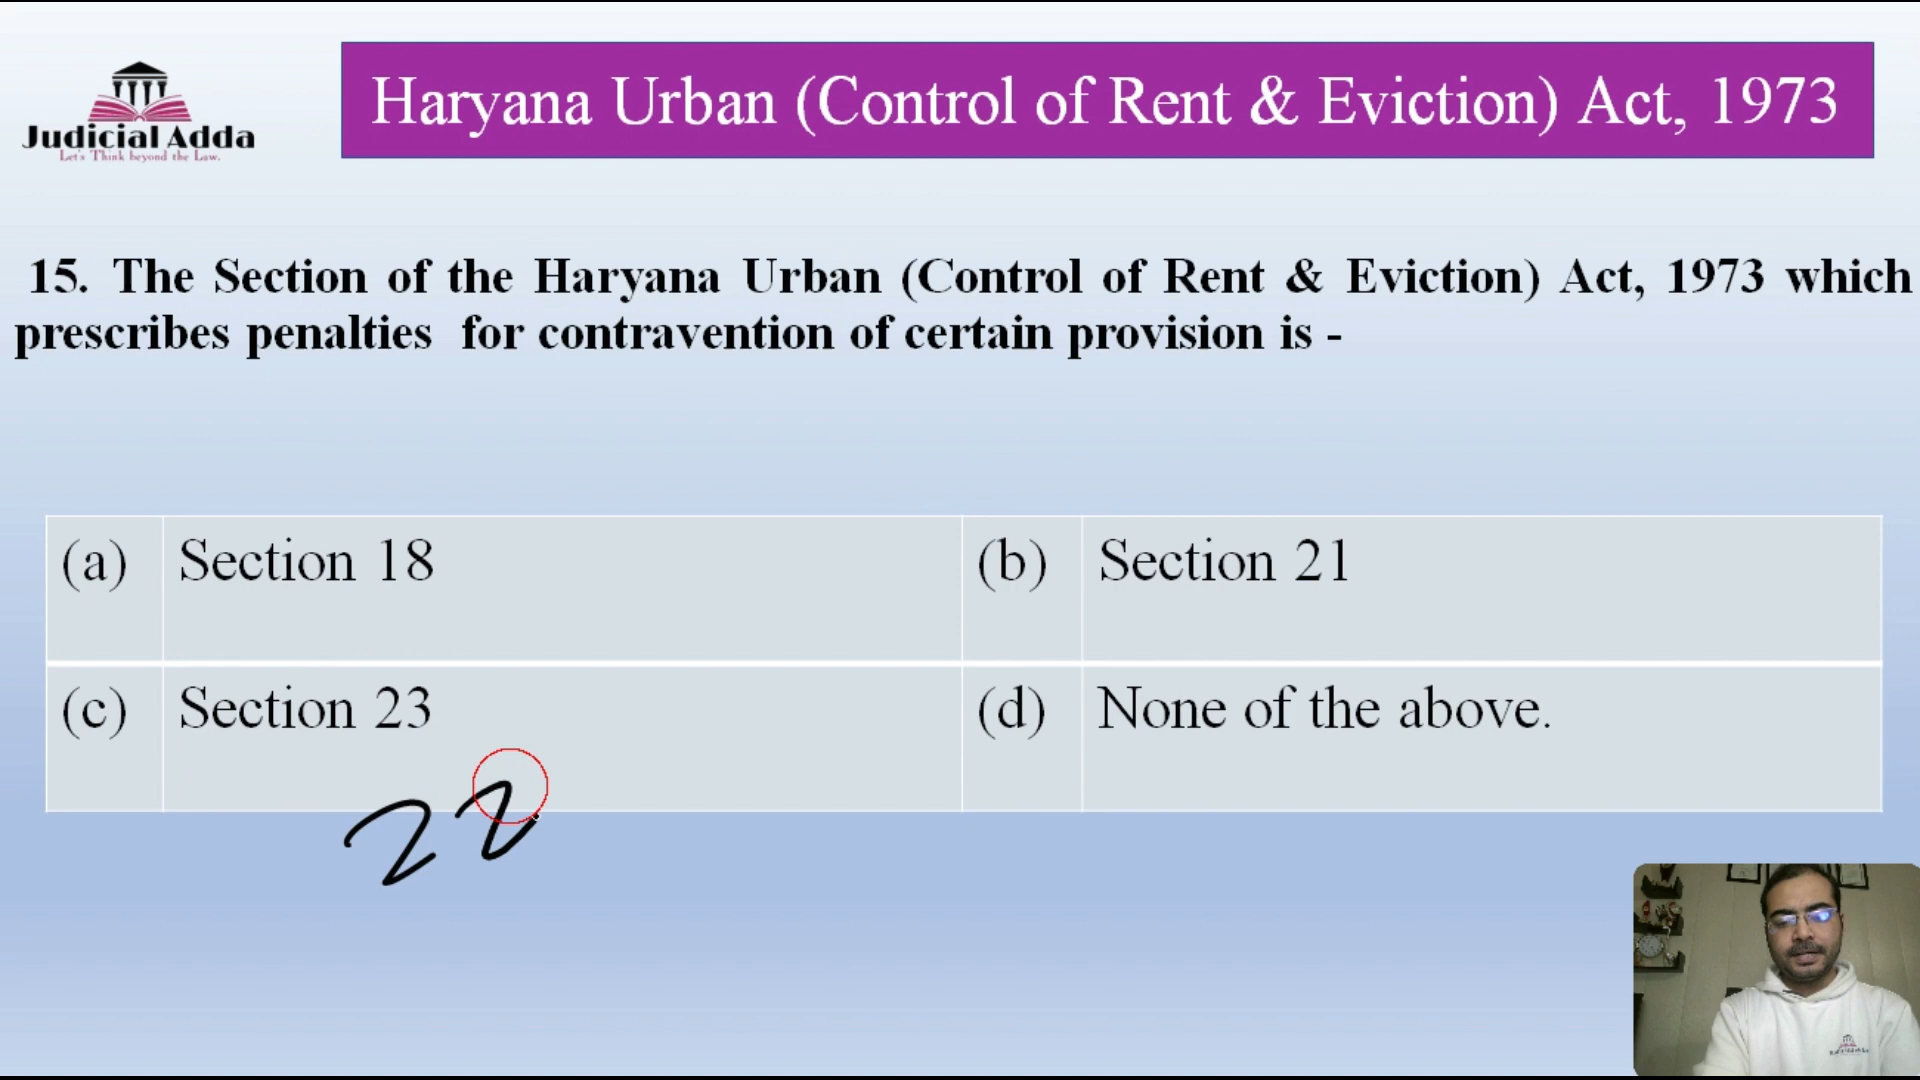 Haryana Urban (Control of Rent & Eviction) Act, 1973
Judicial Adda
Let's Think beyond the Law.
15. The Section of the Haryana Urban (Control of Rent & Eviction) Act, 1973 which
prescribes penalties for contravention of certain provision is -
(a) Section 18 (b) Section 21
(c) Section 23 (d) None of the above.
22